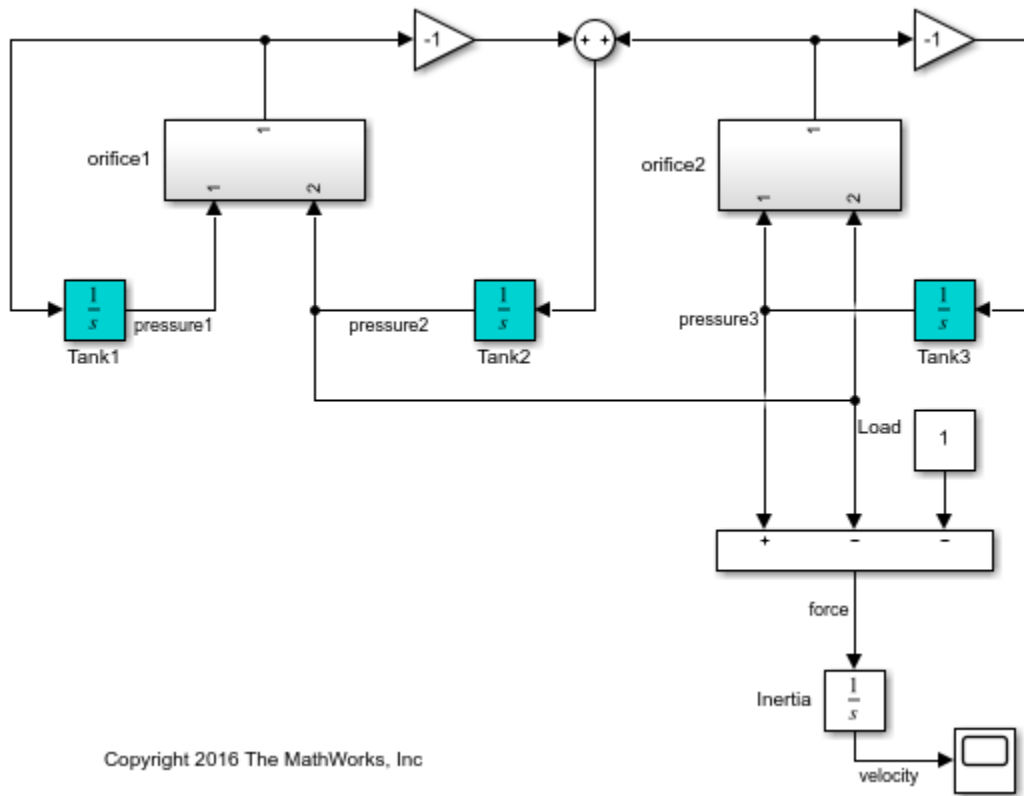 -1
+ +
-1
1
1
orifice1
orifice2
1 2
1 2
1
s
1
s
1
s
pressure1
pressure2
pressure3
Tank1
Tank2
Tank3
Load
1
+ − −
force
Inertia
1
s
Copyright 2016 The MathWorks, Inc
velocity